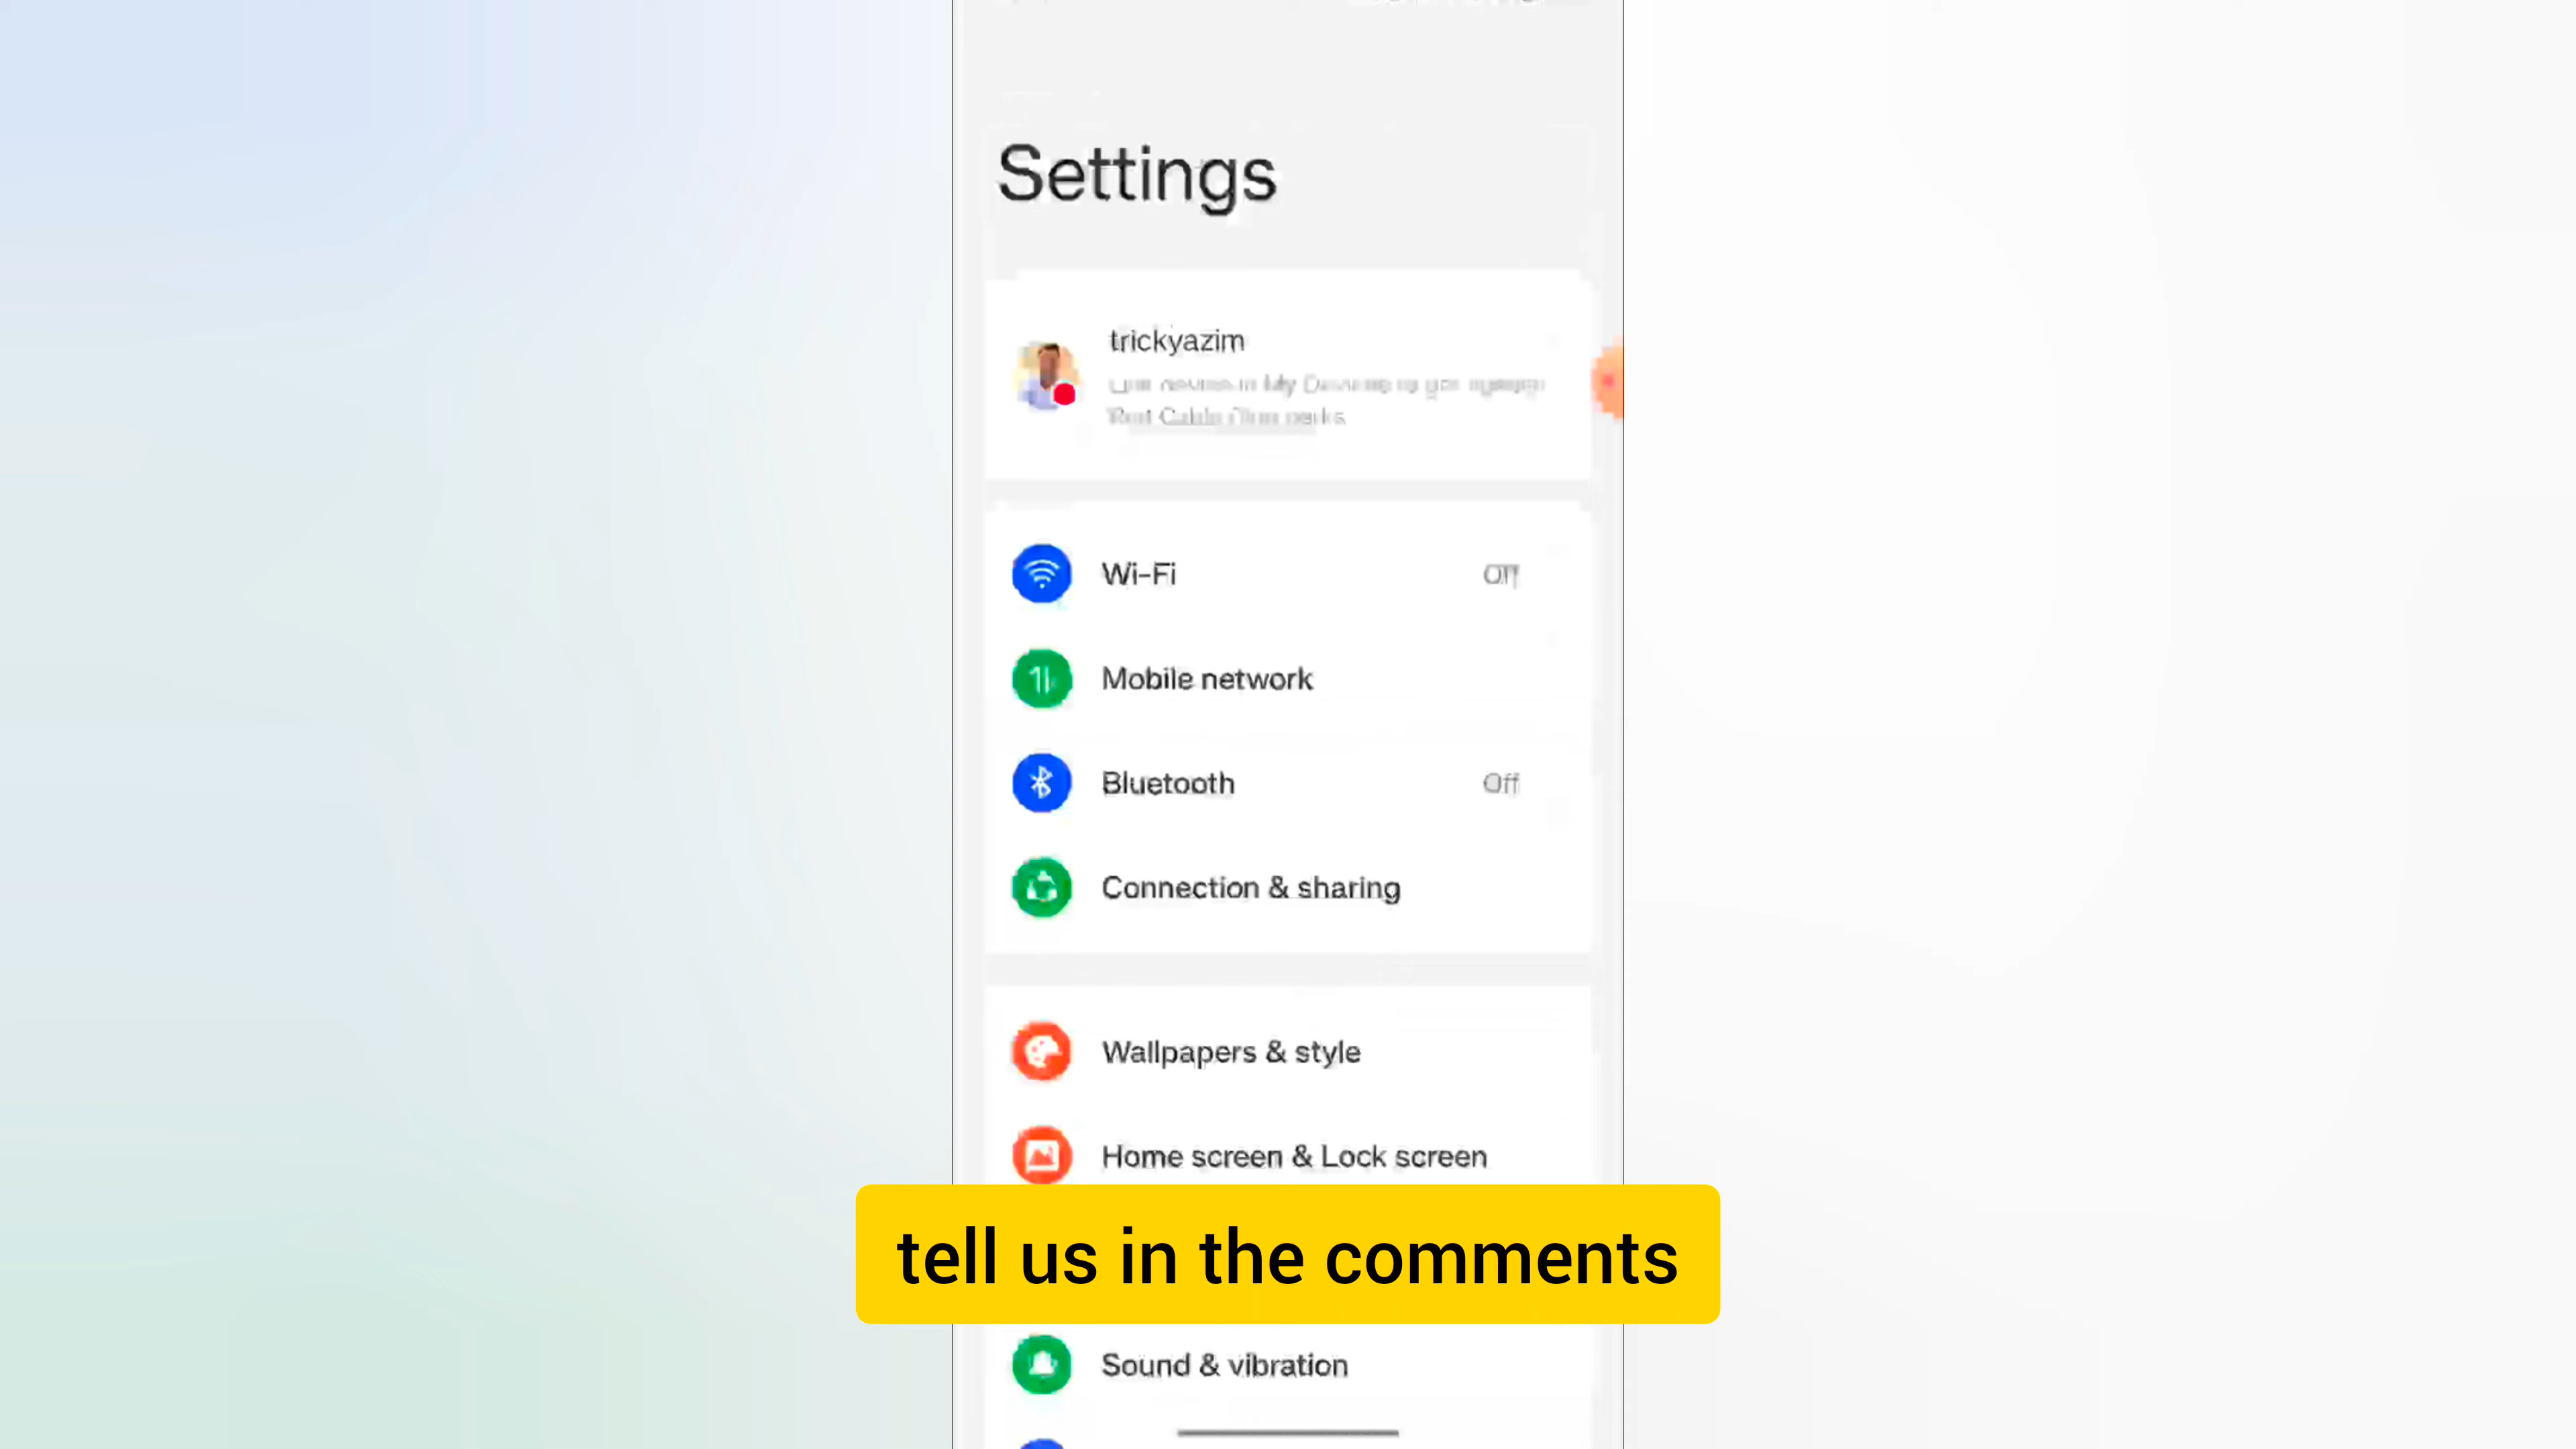 Settings
trickyazim
Wi-Fi Off
Mobile network
Bluetooth Off
Connection & sharing
Wallpapers & style
Home screen & Lock screen
tell us in the comments
Sound & vibration